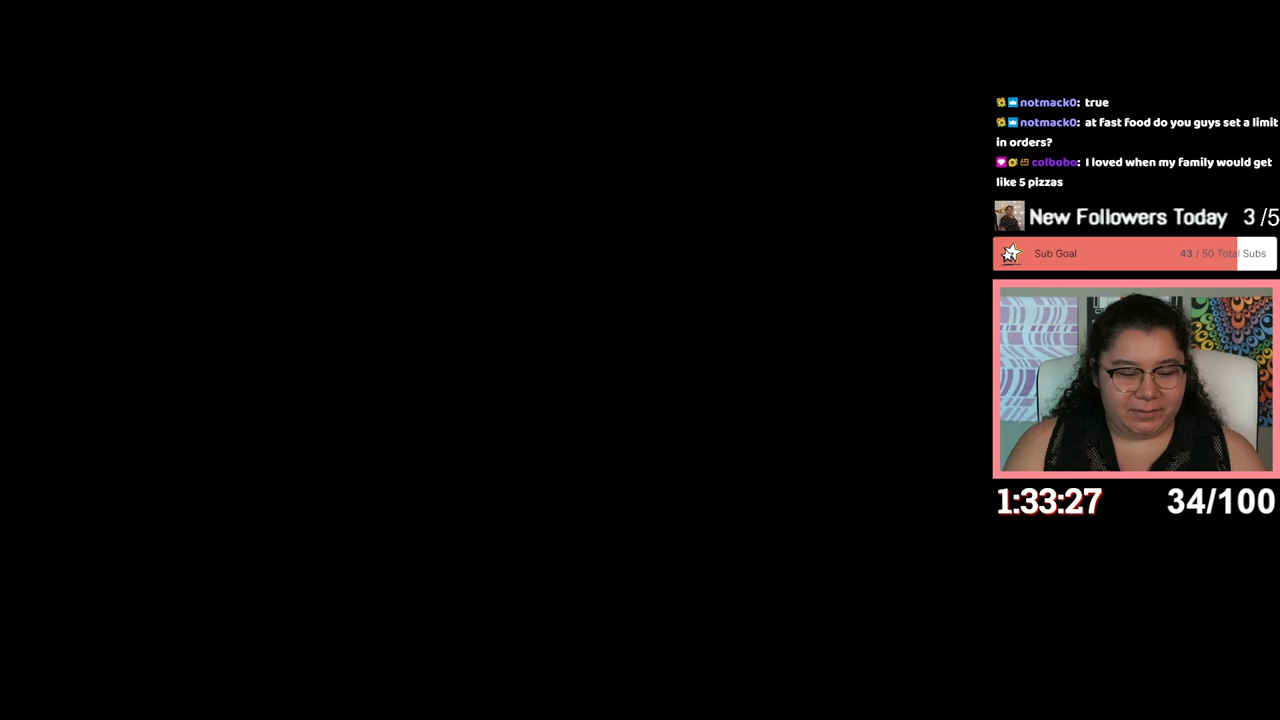 notmack0: true
notmack0: at fast food do you guys set a limit
in orders?
colbobo: I loved when my family would get
like 5 pizzas
New Followers Today 3 /5
Sub Goal 43 / 50 Total Subs
1:33:27 34/100